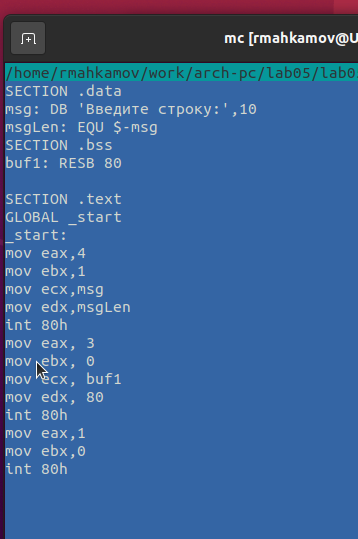 mc [rmahkamov@U
/home/rmahkamov/work/arch-pc/lab05/lab0
SECTION .data
msg: DB 'Введите строку:',10
msgLen: EQU $-msg
SECTION .bss
buf1: RESB 80
SECTION .text
GLOBAL _start
_start:
mov eax,4
mov ebx,1
mov ecx,msg
mov edx,msgLen
int 80h
mov eax, 3
mov ebx, 0
mov ecx, buf1
mov edx, 80
int 80h
mov eax,1
mov ebx,0
int 80h